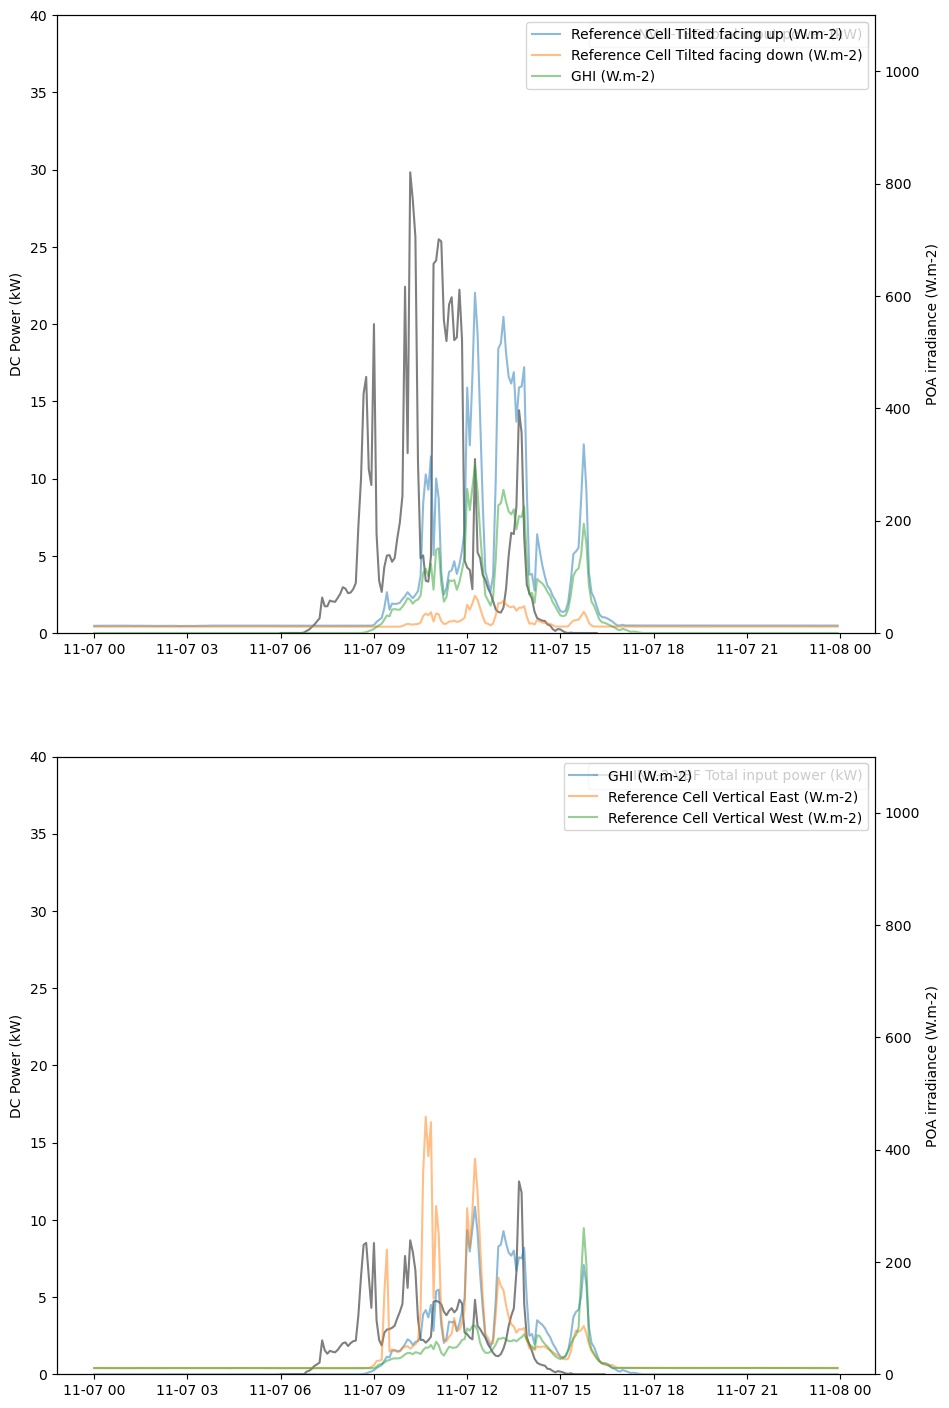 40
35
30
25
20
15
10
5
0
DC Power (kW)
Reference Cell Tilted facing up (W.m-2)
Reference Cell Tilted facing down (W.m-2)
GHI (W.m-2)
1000
800
600
400
200
0
POA irradiance (W.m-2)
11-07 00 11-07 03 11-07 06 11-07 09 11-07 12 11-07 15 11-07 18 11-07 21 11-08 00
40
35
30
25
20
15
10
5
0
DC Power (kW)
GHI (W.m-2) Total input power (kW)
Reference Cell Vertical East (W.m-2)
Reference Cell Vertical West (W.m-2)
1000
800
600
400
200
0
POA irradiance (W.m-2)
11-07 00 11-07 03 11-07 06 11-07 09 11-07 12 11-07 15 11-07 18 11-07 21 11-08 00